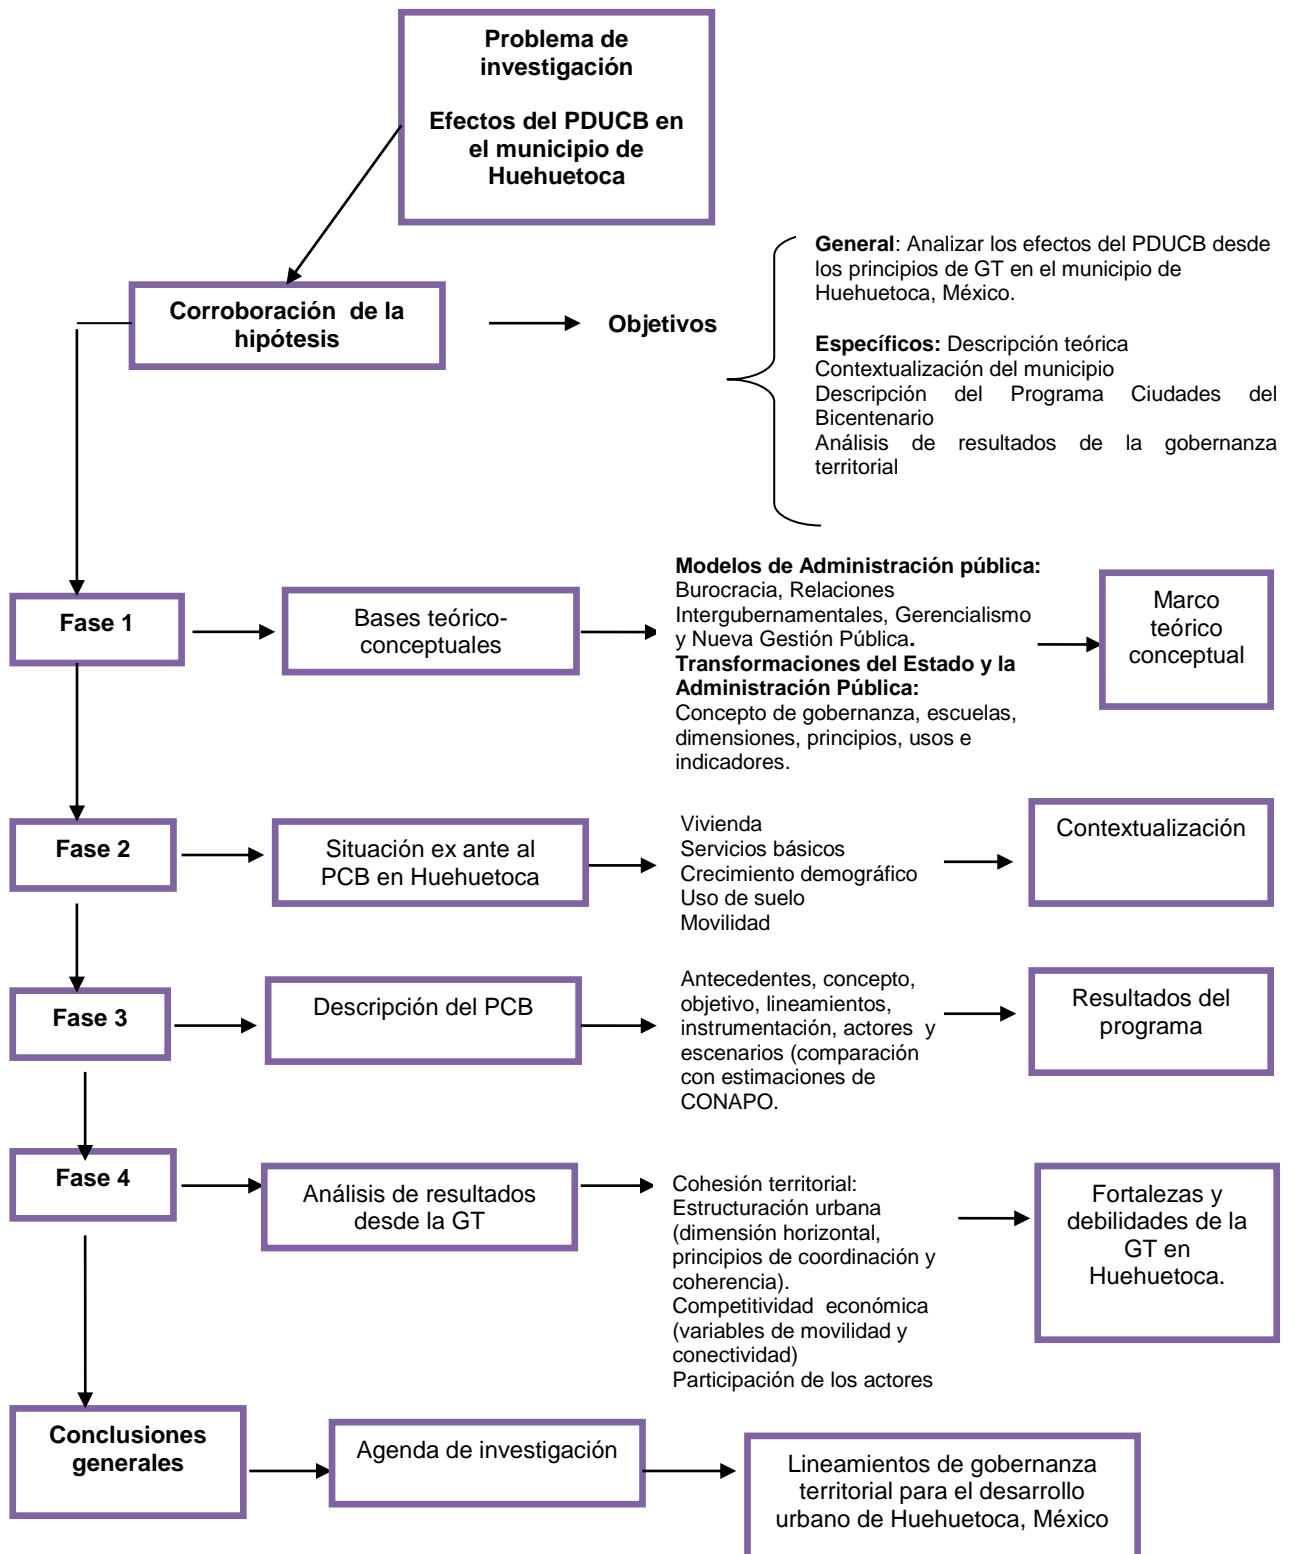 Problema de
investigación
Efectos del PDUCB en
el municipio de
Huehuetoca
Corroboración de la
hipótesis
Objetivos
General: Analizar los efectos del PDUCB desde
los principios de GT en el municipio de
Huehuetoca, México.
Específicos: Descripción teórica
Contextualización del municipio
Descripción del Programa Ciudades del
Bicentenario
Análisis de resultados de la gobernanza
territorial
Fase 1
Bases teórico-
conceptuales
Modelos de Administración pública:
Burocracia, Relaciones
Intergubernamentales, Gerencialismo
y Nueva Gestión Pública.
Transformaciones del Estado y la
Administración Pública:
Concepto de gobernanza, escuelas,
dimensiones, principios, usos e
indicadores.
Marco
teórico
conceptual
Fase 2
Situación ex ante al
PCB en Huehuetoca
Vivienda
Servicios básicos
Crecimiento demográfico
Uso de suelo
Movilidad
Contextualización
Fase 3
Descripción del PCB
Antecedentes, concepto,
objetivo, lineamientos,
instrumentación, actores y
escenarios (comparación
con estimaciones de
CONAPO.
Resultados del
programa
Fase 4
Análisis de resultados
desde la GT
Cohesión territorial:
Estructuración urbana
(dimensión horizontal,
principios de coordinación y
coherencia).
Competitividad económica
(variables de movilidad y
conectividad)
Participación de los actores
Fortalezas y
debilidades de la
GT en
Huehuetoca.
Conclusiones
generales
Agenda de investigación
Lineamientos de gobernanza
territorial para el desarrollo
urbano de Huehuetoca, México